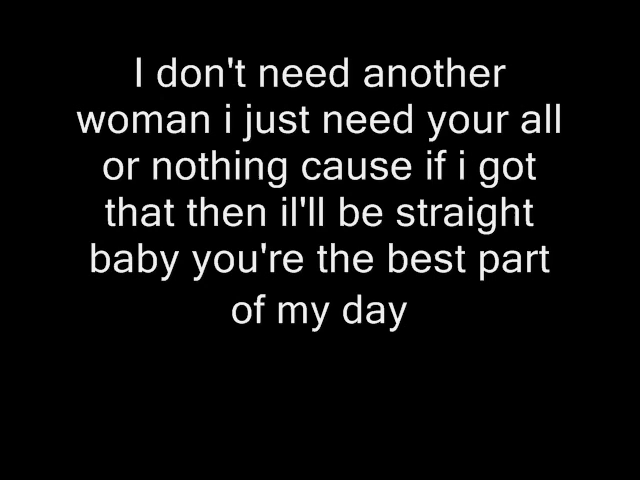 I don't need another
woman i just need your all
or nothing cause if i got
that then il'll be straight
baby you're the best part
of my day